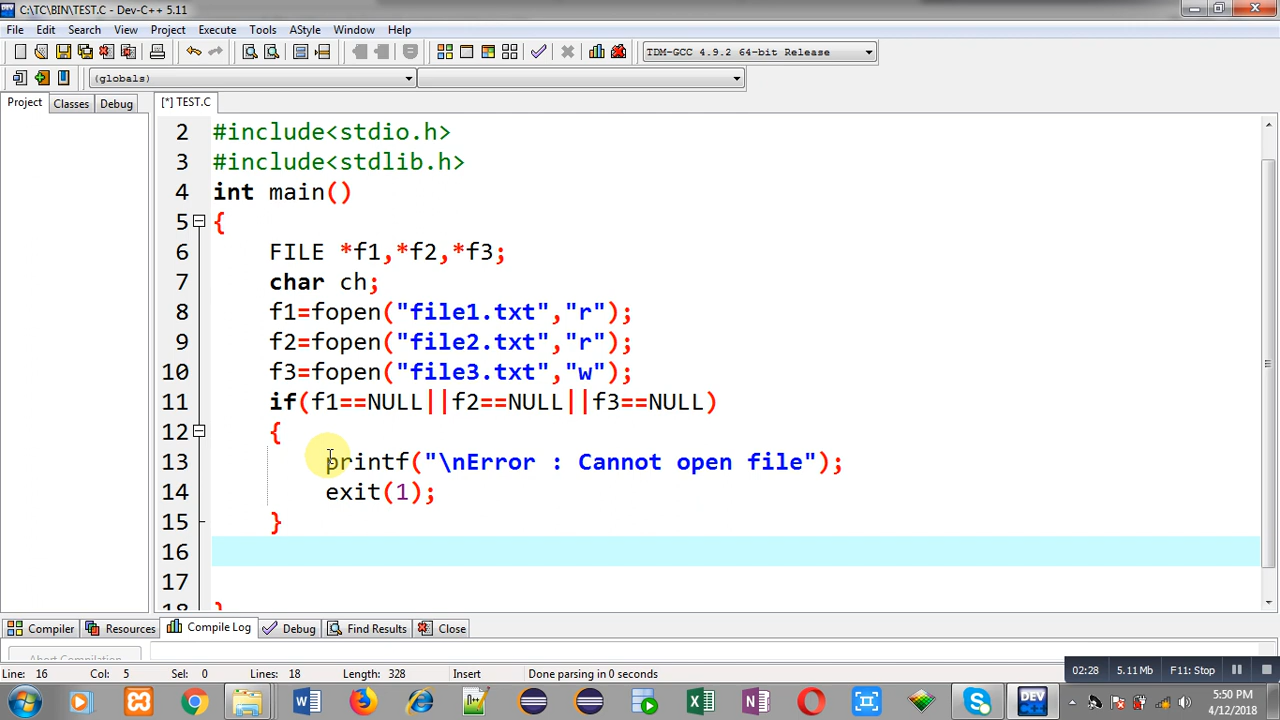 C:\TC\BIN\TEST.C - Dev-C++ 5.11
File Edit Search View Project Execute Tools AStyle Window Help
TDM-GCC 4.9.2 64-bit Release
(globals)
Project Classes Debug
[*] TEST.C
2 #include<stdio.h>
3 #include<stdlib.h>
4 int main()
5 {
6 FILE *f1,*f2,*f3;
7 char ch;
8 f1=fopen("file1.txt","r");
9 f2=fopen("file2.txt","r");
10 f3=fopen("file3.txt","w");
11 if(f1==NULL||f2==NULL||f3==NULL)
12 {
13 printf("\nError : Cannot open file");
14 exit(1);
15 }
16
17
18 }
Compiler Resources Compile Log Debug Find Results Close
Abort Compilation
Line: 16 Col: 5 Sel: 0 Lines: 18 Length: 328 Insert Done parsing in 0 seconds
02:28 5.11 Mb F11: Stop
DEV
5:50 PM
4/12/2018